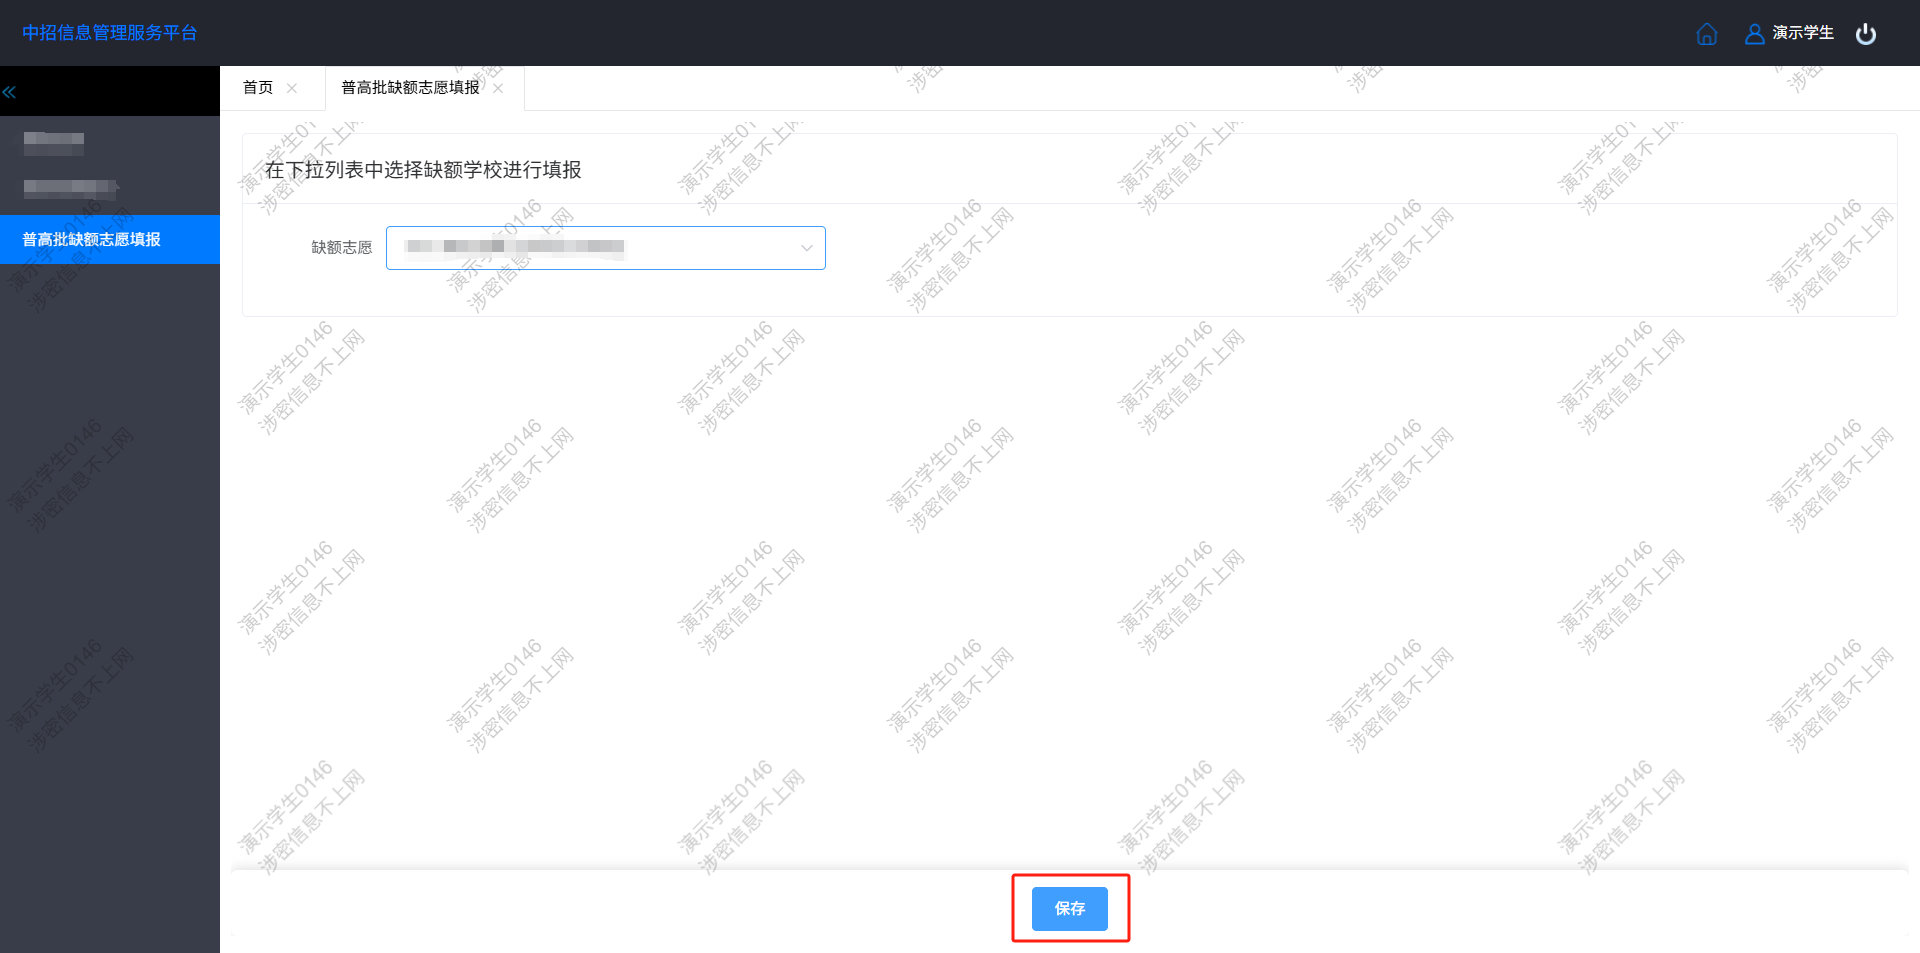 中招信息管理服务平台
演示学生
首页
普高批缺额志愿填报
普高批缺额志愿填报
在下拉列表中选择缺额学校进行填报
缺额志愿
演示学生0146
涉密信息不上网
保存